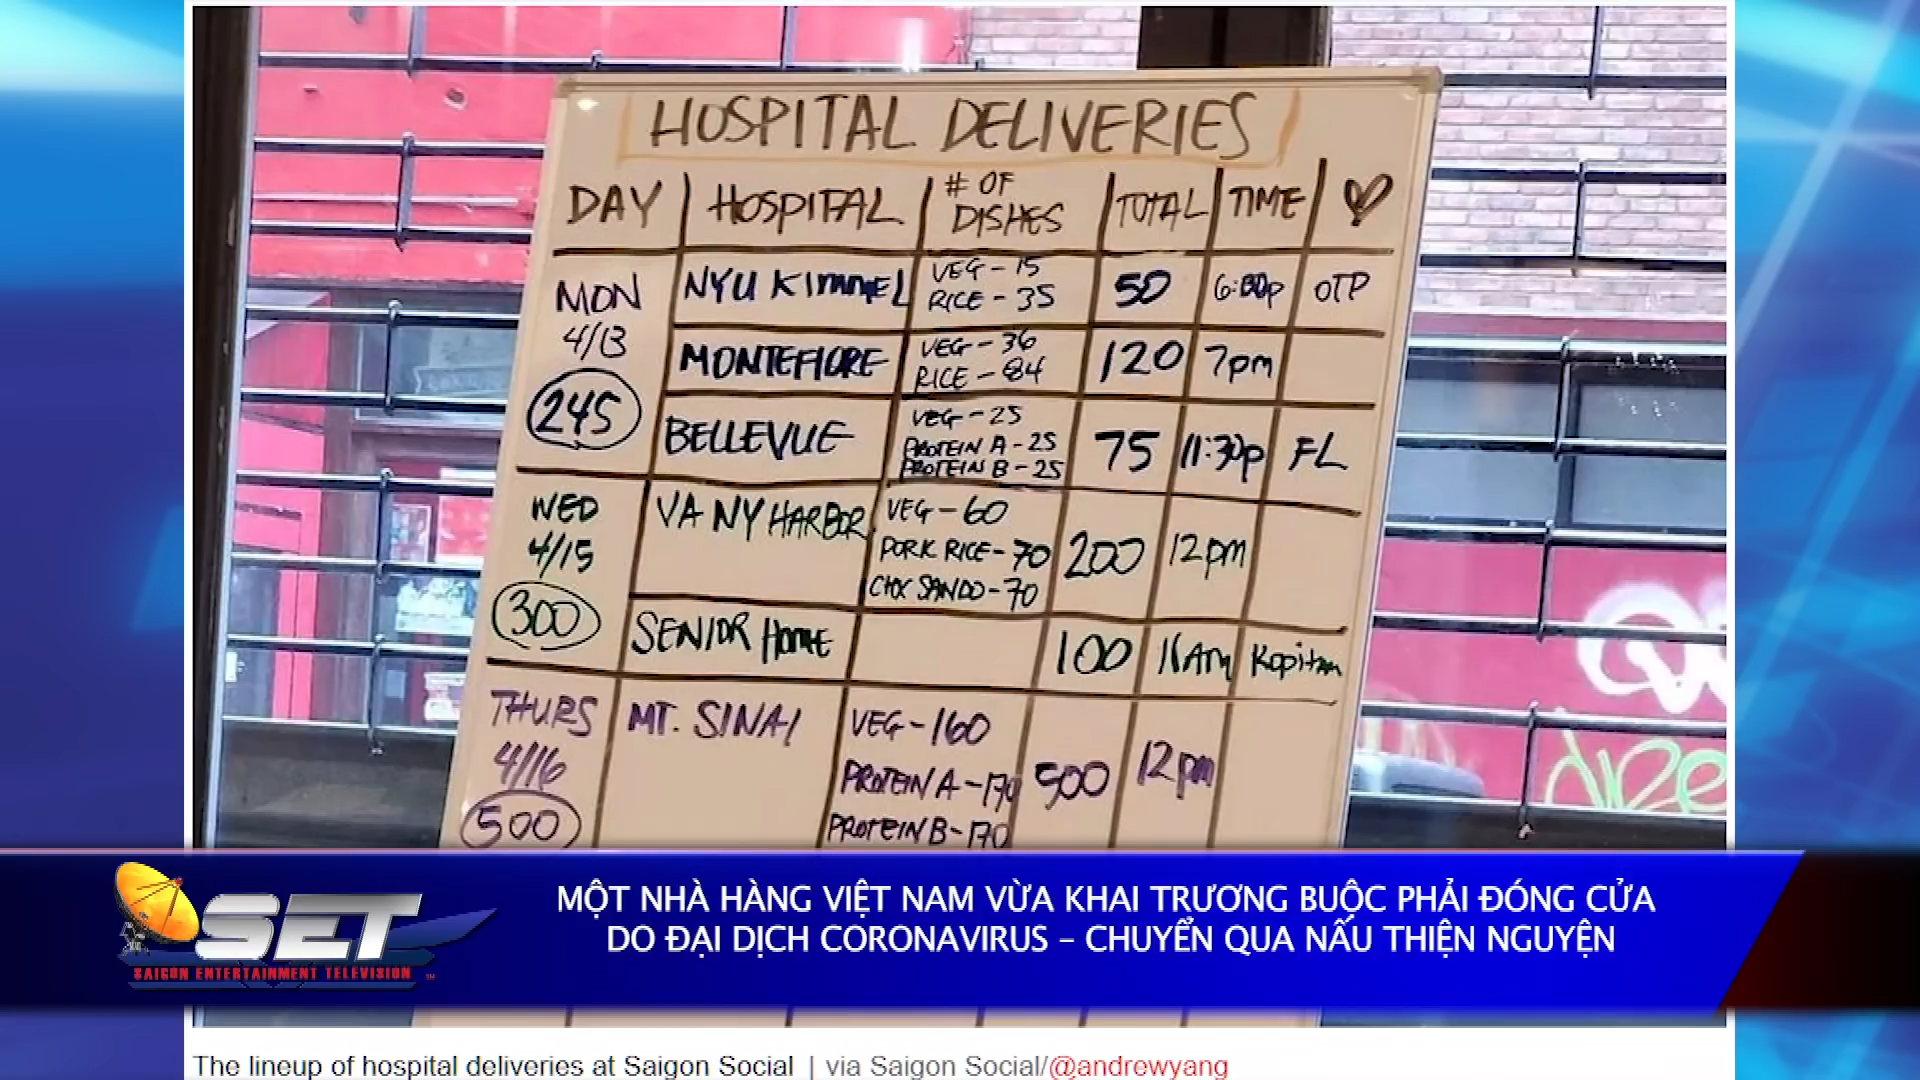 HOSPITAL DELIVERIES
DAY HOSPITAL # OF DISHES TOTAL TIME
MON 4/13 245
NYU KIMMEL VEG - 15 RICE - 35 50 6:00p OTP
MONTEFIORE VEG - 36 RICE - 84 120 7pm
BELLEVUE VEG - 25 PROTEIN A - 25 PROTEIN B - 25 75 11:30p FL
WED 4/15 300
VA NY HARBOR VEG - 60 PORK RICE - 70 CHX SANDO - 70 200 12pm
SENIOR HOME 100 11AM Kopitam
THURS 4/16 500
MT. SINAI VEG - 160 PROTEIN A - 170 PROTEIN B - 170 500 12pm
SET
SAIGON ENTERTAINMENT TELEVISION TM
MỘT NHÀ HÀNG VIỆT NAM VỪA KHAI TRƯƠNG BUỘC PHẢI ĐÓNG CỬA
DO ĐẠI DỊCH CORONAVIRUS – CHUYỂN QUA NẤU THIỆN NGUYỆN
The lineup of hospital deliveries at Saigon Social | via Saigon Social/@andrewyang